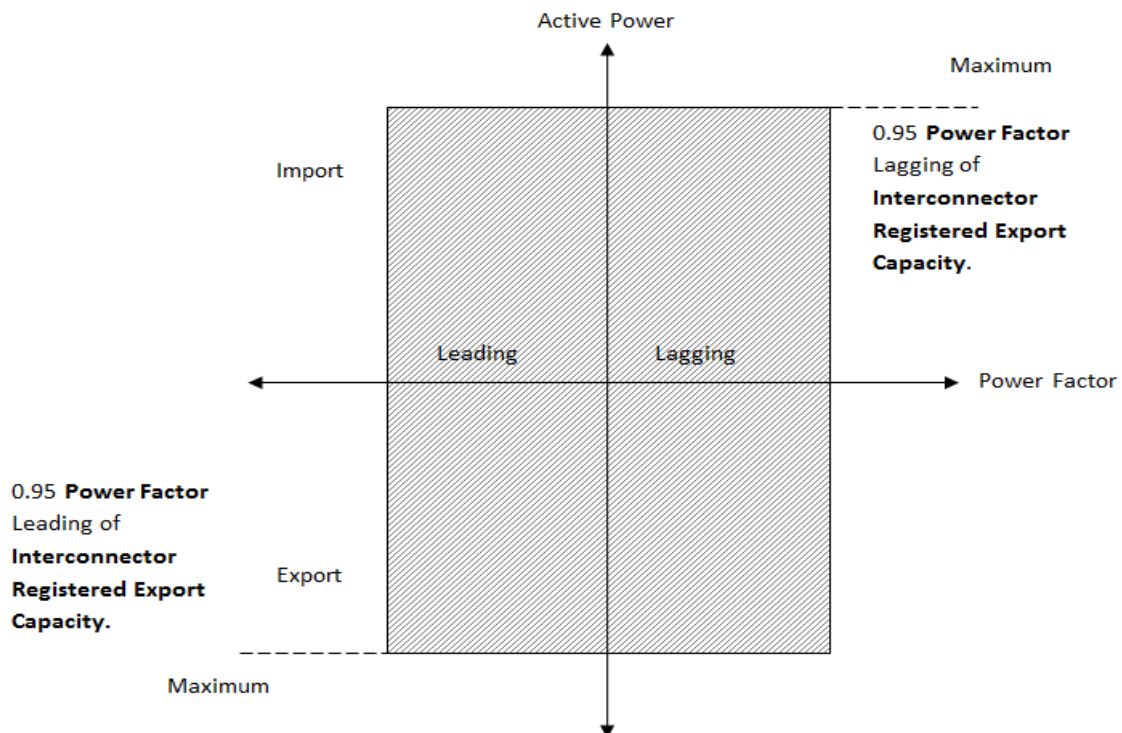 Active Power
Maximum
0.95 Power Factor
Lagging of
Interconnector
Registered Export
Capacity.
Import
Leading
Lagging
Power Factor
0.95 Power Factor
Leading of
Interconnector
Registered Export
Capacity.
Export
Maximum